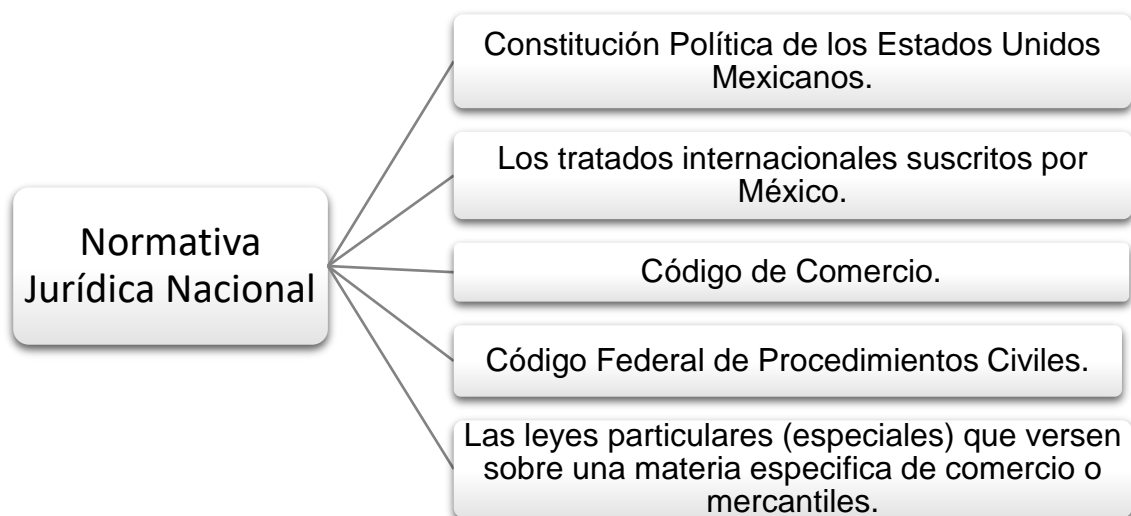 Normativa
Jurídica Nacional
Constitución Política de los Estados Unidos
Mexicanos.
Los tratados internacionales suscritos por
México.
Código de Comercio.
Código Federal de Procedimientos Civiles.
Las leyes particulares (especiales) que versen
sobre una materia especifica de comercio o
mercantiles.